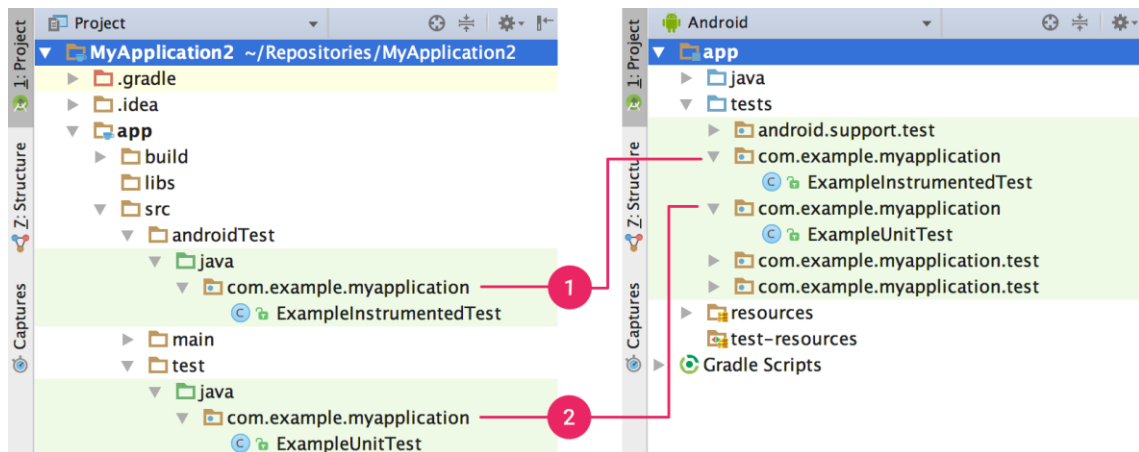 Project
1: Project
Z: Structure
Captures
MyApplication2 ~/Repositories/MyApplication2
.gradle
.idea
app
build
libs
src
androidTest
java
com.example.myapplication
ExampleInstrumentedTest
main
test
java
com.example.myapplication
ExampleUnitTest
1
2
Android
1: Project
Z: Structure
Captures
app
java
tests
android.support.test
com.example.myapplication
ExampleInstrumentedTest
com.example.myapplication
ExampleUnitTest
com.example.myapplication.test
com.example.myapplication.test
resources
test-resources
Gradle Scripts